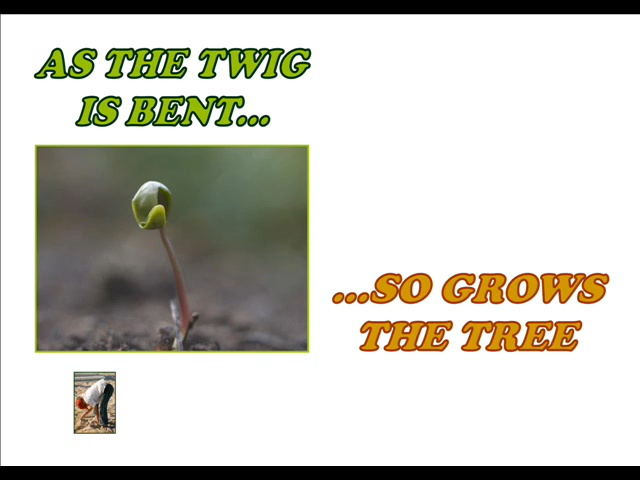 AS THE TWIG
IS BENT...
...SO GROWS
THE TREE